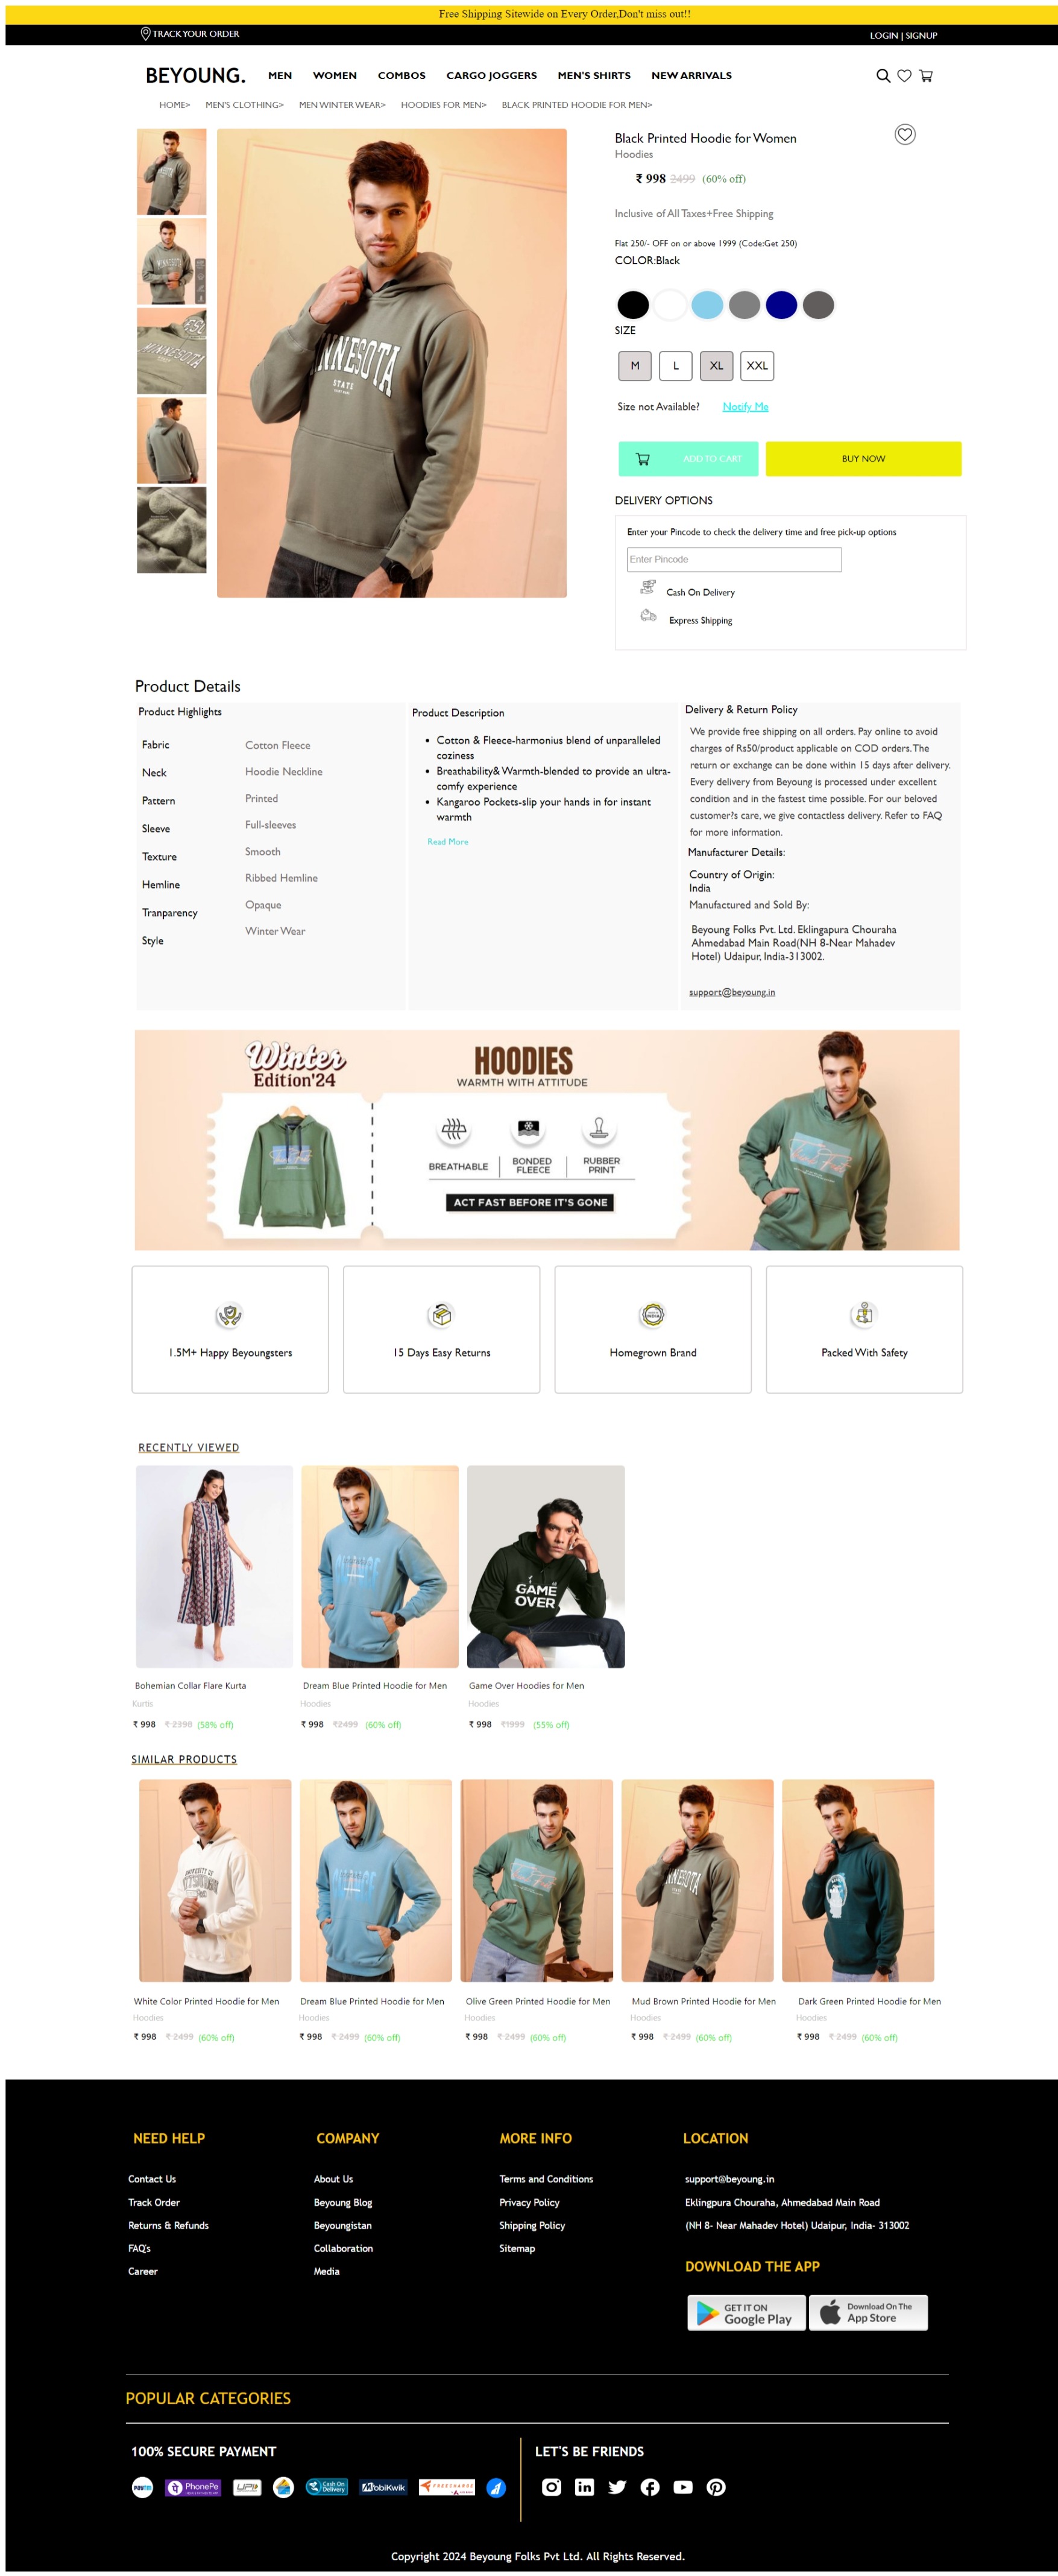 Free Shipping Sitewide on Every Order,Don't miss out!!
TRACK YOUR ORDER
LOGIN | SIGNUP
BEYOUNG.
MEN WOMEN COMBOS CARGO JOGGERS MEN'S SHIRTS NEW ARRIVALS
HOME> MEN'S CLOTHING> MEN WINTER WEAR> HOODIES FOR MEN> BLACK PRINTED HOODIE FOR MEN>
MINNESOTA
NNESOTA
STATE
Black Printed Hoodie for Women
Hoodies
₹ 998 2499 (60% off)
Inclusive of All Taxes+Free Shipping
Flat 250/- OFF on or above 1999 (Code:Get 250)
COLOR:Black
SIZE
M L XL XXL
Size not Available? Notify Me
ADD TO CART BUY NOW
DELIVERY OPTIONS
Enter your Pincode to check the delivery time and free pick-up options
Enter Pincode
Cash On Delivery
Express Shipping
Product Details
Product Highlights
Fabric Cotton Fleece
Neck Hoodie Neckline
Pattern Printed
Sleeve Full-sleeves
Texture Smooth
Hemline Ribbed Hemline
Tranparency Opaque
Style Winter Wear
Product Description
Cotton & Fleece-harmonius blend of unparalleled
coziness
Breathability& Warmth-blended to provide an ultra-
comfy experience
Kangaroo Pockets-slip your hands in for instant
warmth
Read More
Delivery & Return Policy
We provide free shipping on all orders. Pay online to avoid
charges of Rs50/product applicable on COD orders.The
return or exchange can be done within 15 days after delivery.
Every delivery from Beyoung is processed under excellent
condition and in the fastest time possible. For our beloved
customer?s care, we give contactless delivery. Refer to FAQ
for more information.
Manufacturer Details:
Country of Origin:
India
Manufactured and Sold By:
Beyoung Folks Pvt. Ltd. Eklingapura Chouraha
Ahmedabad Main Road(NH 8-Near Mahadev
Hotel) Udaipur, India-313002.
support@beyoung.in
Winter
Edition'24
HOODIES
WARMTH WITH ATTITUDE
BREATHABLE
BONDED
FLEECE
RUBBER
PRINT
ACT FAST BEFORE IT'S GONE
1.5M+ Happy Beyoungsters
15 Days Easy Returns
Homegrown Brand
Packed With Safety
RECENTLY VIEWED
GAME
OVER
Bohemian Collar Flare Kurta
Kurtis
₹ 998 ₹ 2398 (58% off)
Dream Blue Printed Hoodie for Men
Hoodies
₹ 998 ₹2499 (60% off)
Game Over Hoodies for Men
Hoodies
₹ 998 ₹1999 (55% off)
SIMILAR PRODUCTS
NNESOTA
White Color Printed Hoodie for Men
Hoodies
₹ 998 ₹ 2499 (60% off)
Dream Blue Printed Hoodie for Men
Hoodies
₹ 998 ₹ 2499 (60% off)
Olive Green Printed Hoodie for Men
Hoodies
₹ 998 ₹ 2499 (60% off)
Mud Brown Printed Hoodie for Men
Hoodies
₹ 998 ₹ 2499 (60% off)
Dark Green Printed Hoodie for Men
Hoodies
₹ 998 ₹ 2499 (60% off)
NEED HELP
Contact Us
Track Order
Returns & Refunds
FAQ's
Career
COMPANY
About Us
Beyoung Blog
Beyoungistan
Collaboration
Media
MORE INFO
Terms and Conditions
Privacy Policy
Shipping Policy
Sitemap
LOCATION
support@beyoung.in
Eklingpura Chouraha, Ahmedabad Main Road
(NH 8- Near Mahadev Hotel) Udaipur, India- 313002
DOWNLOAD THE APP
GET IT ON
Google Play
Download On The
App Store
POPULAR CATEGORIES
100% SECURE PAYMENT
Paytm
PhonePe
UPI
Cash On
Delivery
MobiKwik
FREECHARGE
LET'S BE FRIENDS
Copyright 2024 Beyoung Folks Pvt Ltd. All Rights Reserved.